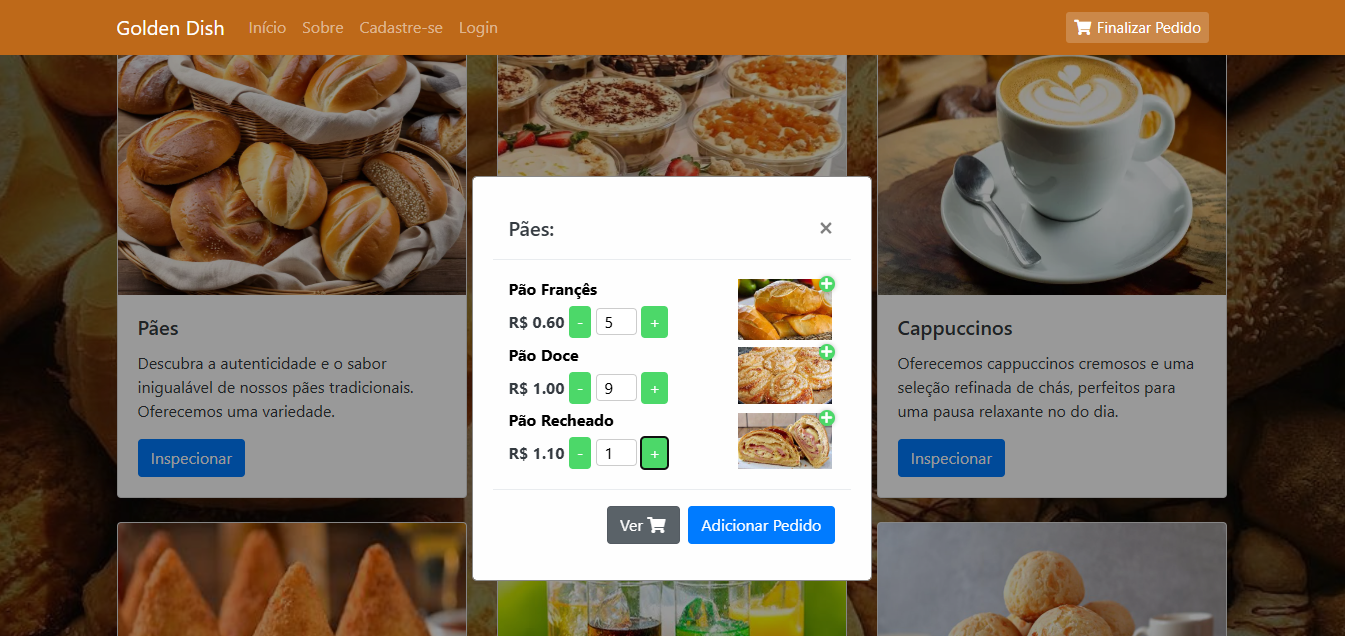 Golden Dish Início Sobre Cadastre-se Login Finalizar Pedido
Pães:
×
Pão Françês
R$ 0.60 - 5 +
Pão Doce
R$ 1.00 - 9 +
Pão Recheado
R$ 1.10 - 1 +
Ver Adicionar Pedido
Pães
Descubra a autenticidade e o sabor
inigualável de nossos pães tradicionais.
Oferecemos uma variedade.
Inspecionar
Cappuccinos
Oferecemos cappuccinos cremosos e uma
seleção refinada de chás, perfeitos para
uma pausa relaxante no do dia.
Inspecionar